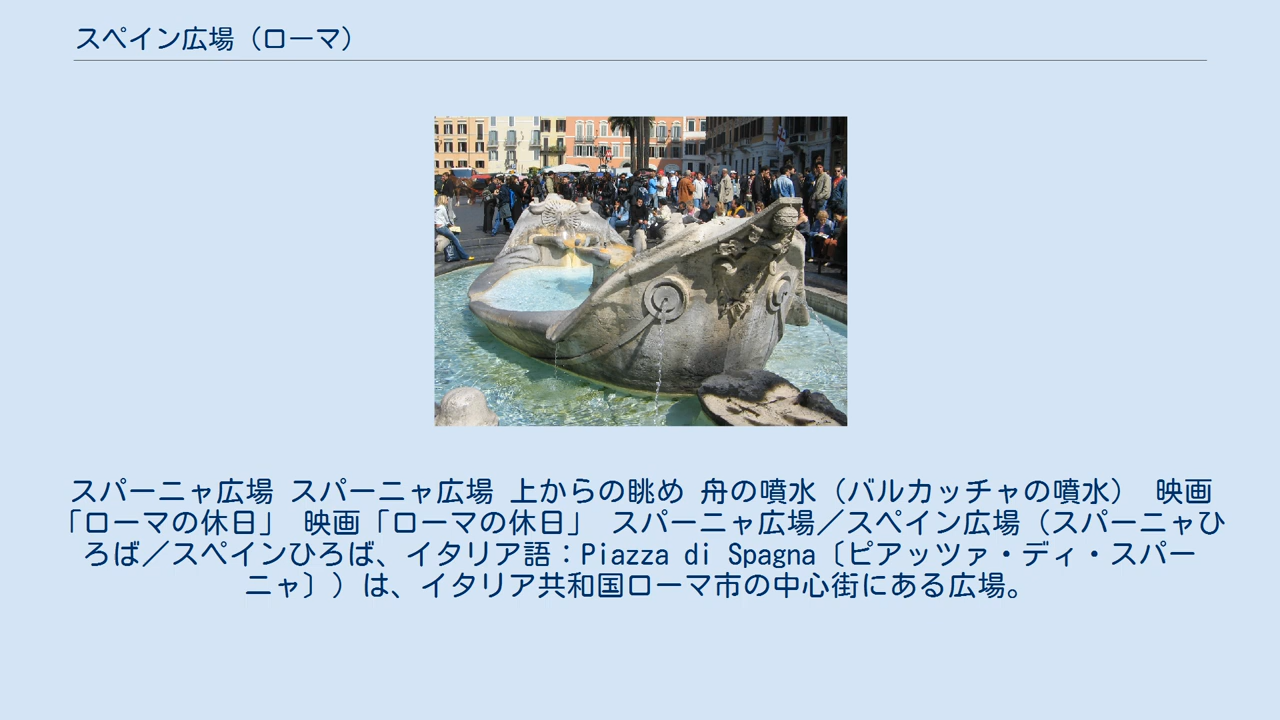 スペイン広場（ローマ）
スパーニャ広場 スパーニャ広場 上からの眺め 舟の噴水（バルカッチャの噴水） 映画
「ローマの休日」 映画「ローマの休日」 スパーニャ広場／スペイン広場（スパーニャひ
ろば／スペインひろば、イタリア語：Piazza di Spagna〔ピアッツァ・ディ・スパー
ニャ〕）は、イタリア共和国ローマ市の中心街にある広場。